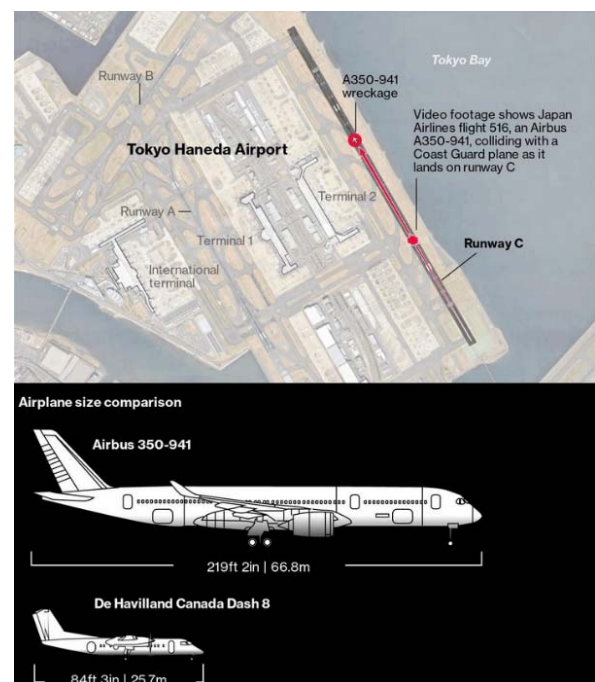 Tokyo Bay
Runway B
A350-941
wreckage
Video footage shows Japan
Airlines flight 516, an Airbus
A350-941, colliding with a
Coast Guard plane as it
lands on runway C
Tokyo Haneda Airport
Terminal 2
Runway A
Terminal 1
Runway C
International
terminal
Airplane size comparison
Airbus 350-941
219ft 2in | 66.8m
De Havilland Canada Dash 8
84ft 3in | 25.7m